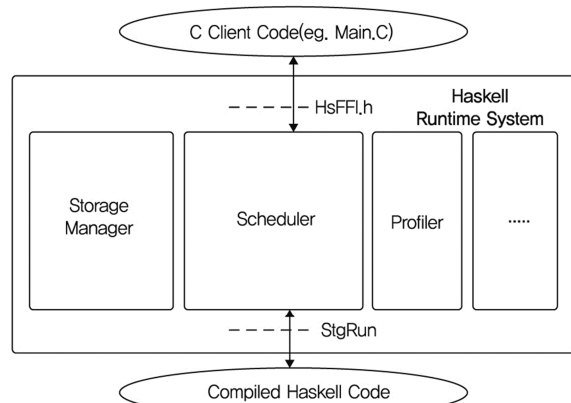 C Client Code(eg. Main.C)
HsFFI.h
Haskell
Runtime System
Storage
Manager
Scheduler
Profiler
.....
StgRun
Compiled Haskell Code